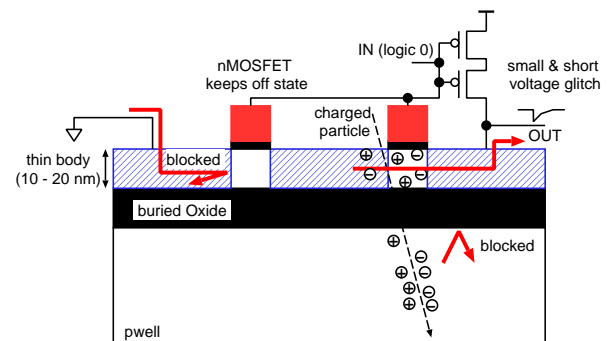 IN (logic 0)
nMOSFET
keeps off state
small & short
voltage glitch
charged
particle
OUT
thin body
(10 - 20 nm)
blocked
buried Oxide
blocked
pwell